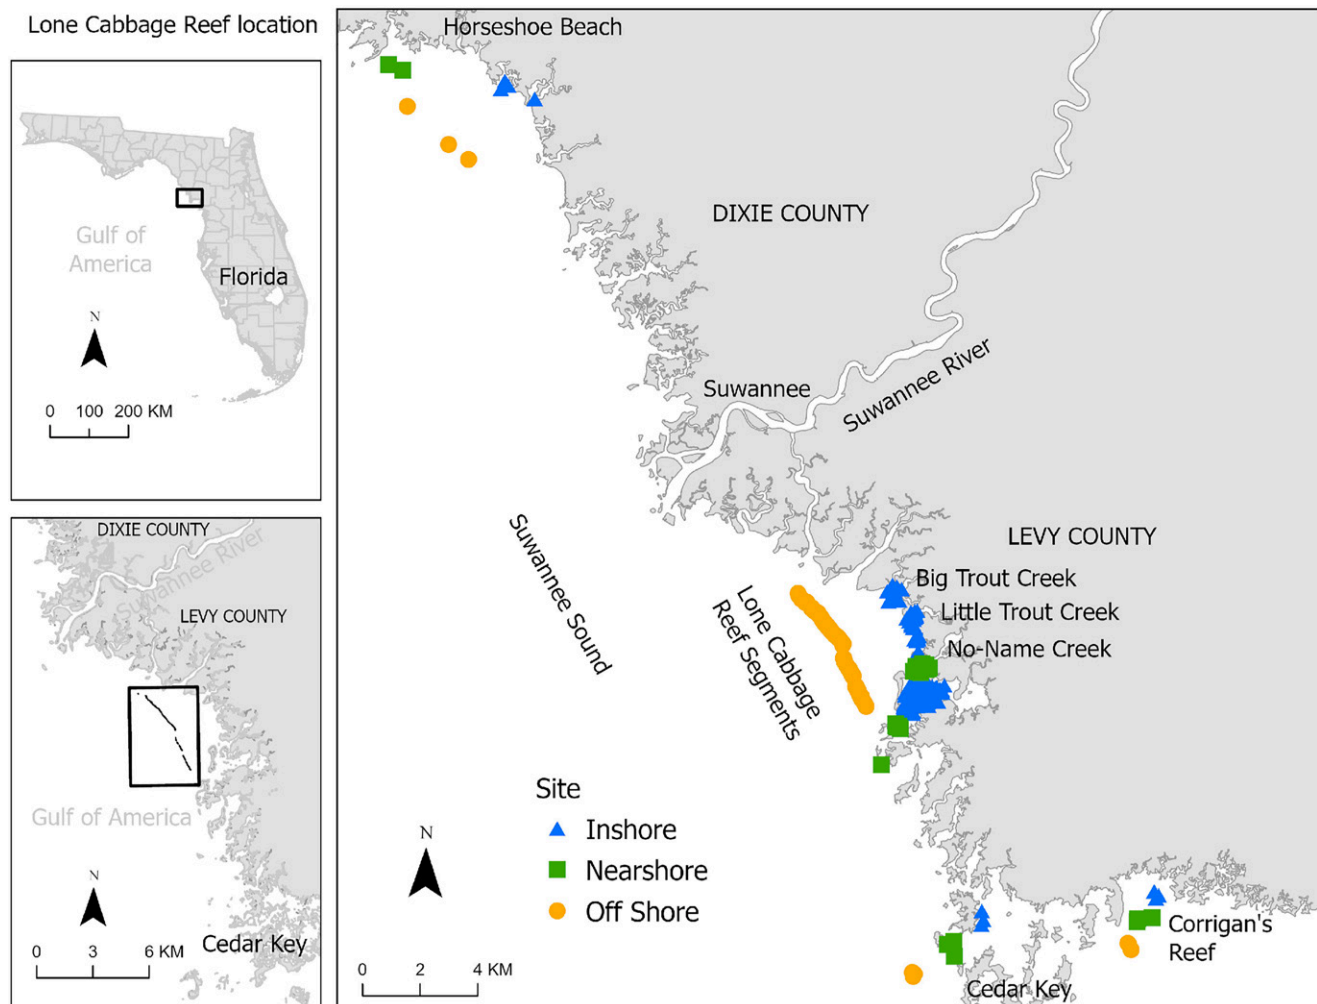 Lone Cabbage Reef location
Gulf of
America
Florida
N
0 100 200 KM
DIXIE COUNTY
Suwannee River
LEVY COUNTY
Gulf of America
N
0 3 6 KM
Cedar Key
Horseshoe Beach
DIXIE COUNTY
Suwannee
Suwannee River
Suwannee Sound
LEVY COUNTY
Big Trout Creek
Little Trout Creek
No-Name Creek
Lone Cabbage
Reef Segments
Site
Inshore
Nearshore
Off Shore
N
0 2 4 KM
Corrigan's
Reef
Cedar Key